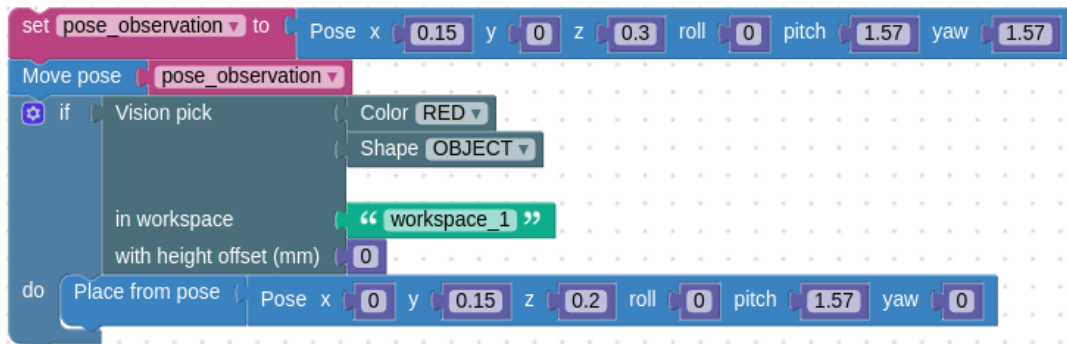 set pose_observation ▾ to Pose x 0.15 y 0 z 0.3 roll 0 pitch 1.57 yaw 1.57
Move pose pose_observation ▾
if Vision pick Color RED ▾
Shape OBJECT ▾
in workspace “ workspace_1 ”
with height offset (mm) 0
do Place from pose Pose x 0 y 0.15 z 0.2 roll 0 pitch 1.57 yaw 0